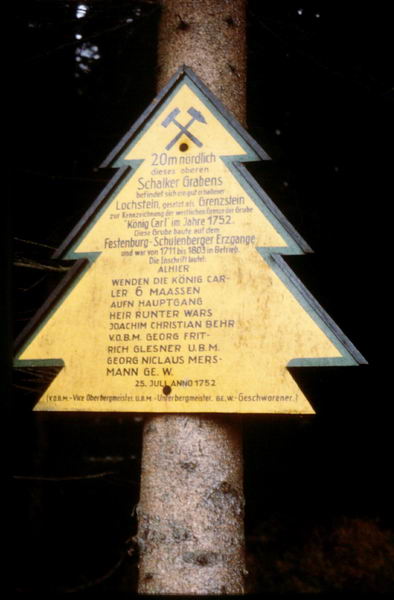 20 m nördlich
dieses oberen
Schalker Grabens
befindet sich ein gut erhaltener
Lochstein, gesetzt als Grenzstein
zur Kennzeichnung der westlichen Grenze der Grube
"König Carl" im Jahre 1752.
Diese Grube baute auf dem
Festenburg-Schulenberger Erzgange
und war von 1711 bis 1803 in Betrieb.
Die Inschrift lautet:
ALHIER
WENDEN DIE KÖNIG CAR-
LER 6 MAASSEN
AUFN HAUPTGANG
HEIR RUNTER WARS
JOACHIM CHRISTIAN BEHR
V.O.B.M. GEORG FRIT-
RICH GLESNER U.B.M.
GEORG NICLAUS MERS-
MANN GE. W.
25. JULI ANNO 1752
(V.O.B.M.-Vice Oberbergmeister, U.B.M.-Unterbergmeister, GE.W.-Geschworener.)